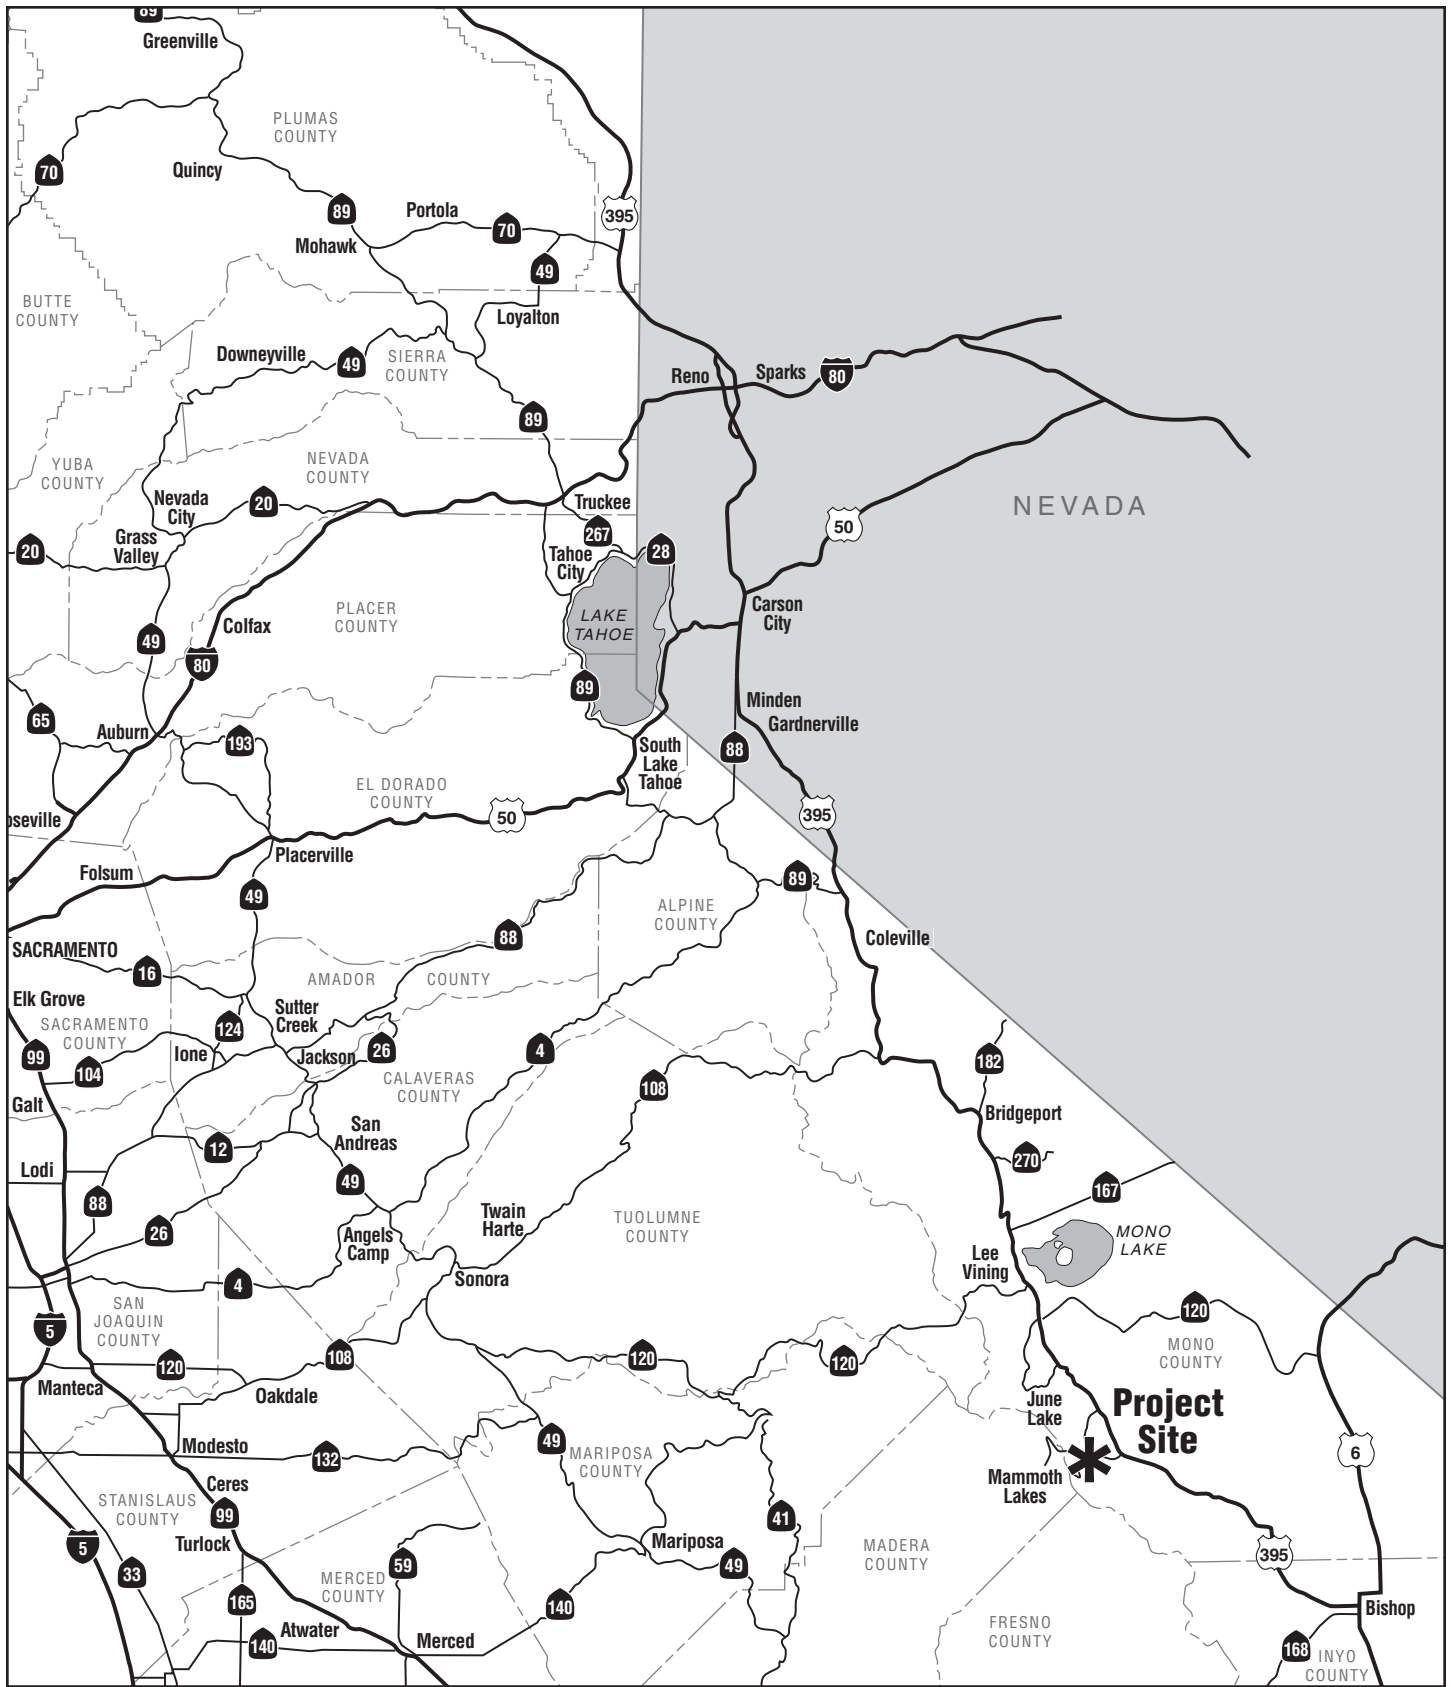 89
Greenville
PLUMAS
COUNTY
70
Quincy
89
Portola
70
395
Mohawk
49
BUTTE
COUNTY
Loyalton
Downeyville
49
SIERRA
COUNTY
Reno
Sparks
80
89
YUBA
COUNTY
NEVADA
COUNTY
Nevada
City
20
Truckee
NEVADA
50
267
20
Grass
Valley
Tahoe
City
28
LAKE
TAHOE
Carson
City
PLACER
COUNTY
Colfax
49
80
89
Minden
Gardnerville
65
Auburn
193
South
Lake
Tahoe
88
EL DORADO
COUNTY
50
395
oseville
Placerville
Folsum
49
89
ALPINE
COUNTY
88
Coleville
SACRAMENTO
16
AMADOR
COUNTY
Elk Grove
Sutter
Creek
SACRAMENTO
COUNTY
124
99
104
Ione
Jackson
26
4
182
CALAVERAS
COUNTY
108
Galt
Bridgeport
San
Andreas
12
270
Lodi
49
167
88
Twain
Harte
TUOLUMNE
COUNTY
26
Angels
Camp
MONO
LAKE
Lee
Vining
Sonora
4
SAN
JOAQUIN
COUNTY
120
5
MONO
COUNTY
108
120
120
120
Manteca
Oakdale
June
Lake
Project
Site
Modesto
132
49
MARIPOSA
COUNTY
6
Mammoth
Lakes
Ceres
STANISLAUS
COUNTY
99
41
Turlock
Mariposa
5
MADERA
COUNTY
395
33
59
49
MERCED
COUNTY
165
140
Bishop
Atwater
FRESNO
COUNTY
140
Merced
168
INYO
COUNTY